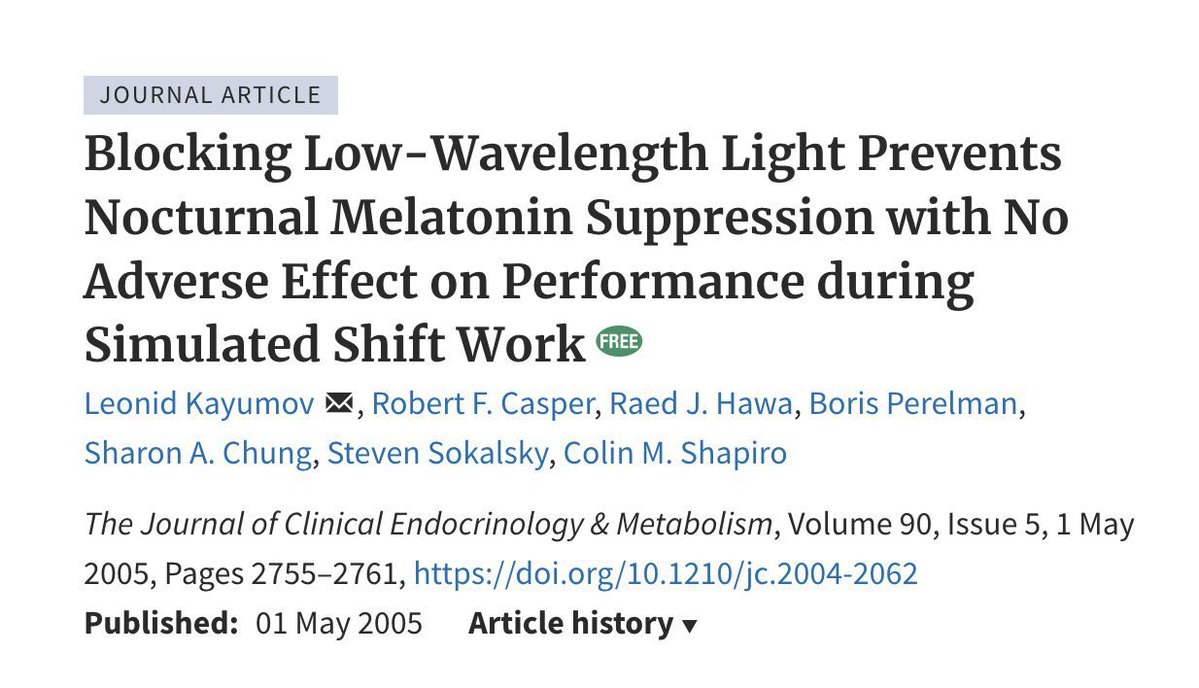 JOURNAL ARTICLE
Blocking Low-Wavelength Light Prevents
Nocturnal Melatonin Suppression with No
Adverse Effect on Performance during
Simulated Shift Work FREE
Leonid Kayumov , Robert F. Casper, Raed J. Hawa, Boris Perelman,
Sharon A. Chung, Steven Sokalsky, Colin M. Shapiro
The Journal of Clinical Endocrinology & Metabolism, Volume 90, Issue 5, 1 May
2005, Pages 2755–2761, https://doi.org/10.1210/jc.2004-2062
Published: 01 May 2005 Article history ▾